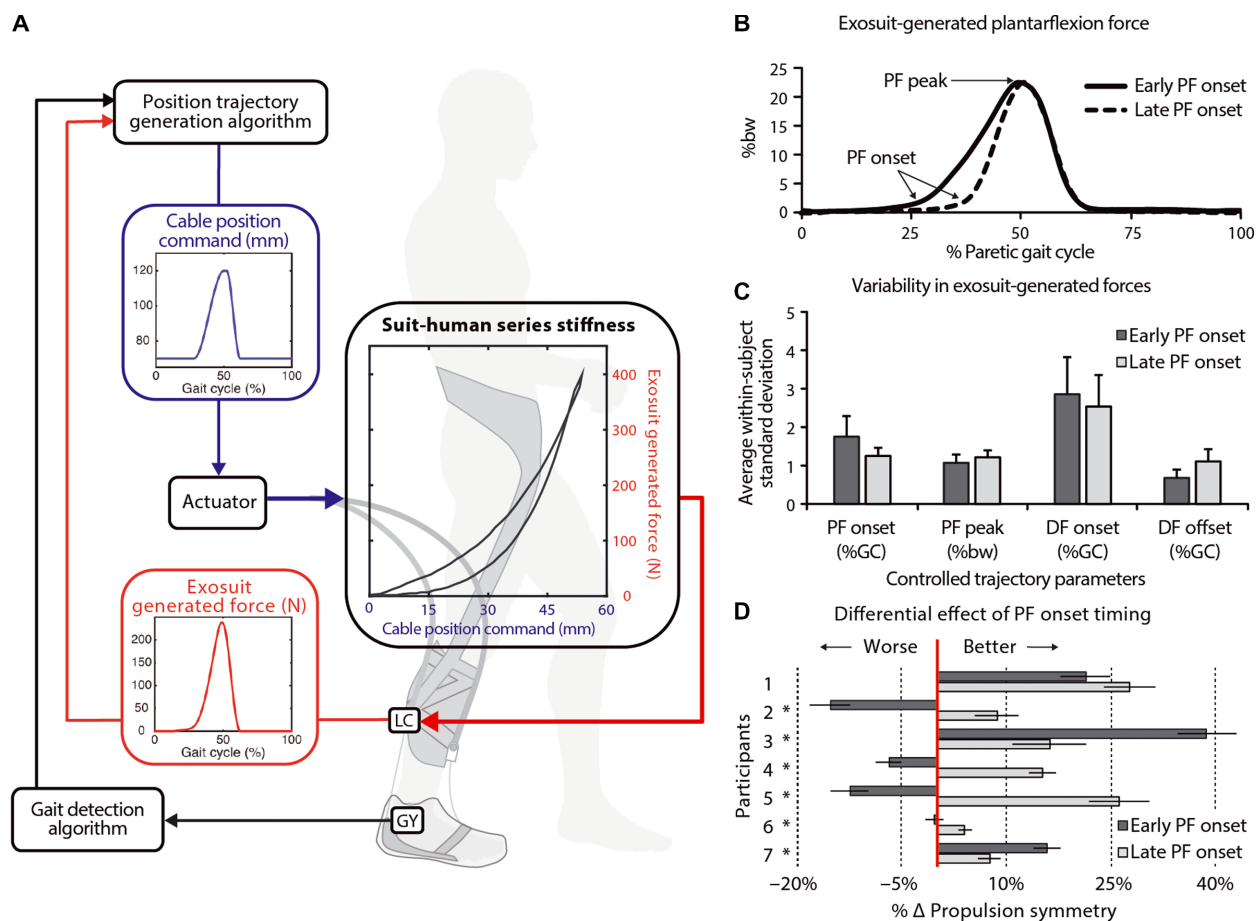 A
Position trajectory
generation algorithm
Cable position
command (mm)
120
100
80
0
50
100
Gait cycle (%)
Actuator
Exosuit
generated force (N)
200
150
100
50
0
0
50
100
Gait cycle (%)
Gait detection
algorithm
Suit-human series stiffness
400
300
200
100
0
Exosuit generated force (N)
0
15
30
45
60
Cable position command (mm)
LC
GY
B
Exosuit-generated plantarflexion force
25
20
15
10
5
0
%bw
PF peak
PF onset
Early PF onset
Late PF onset
0
25
50
75
100
% Paretic gait cycle
C
Variability in exosuit-generated forces
5
4
3
2
1
0
Average within-subject
standard deviation
Early PF onset
Late PF onset
PF onset
(%GC)
PF peak
(%bw)
DF onset
(%GC)
DF offset
(%GC)
Controlled trajectory parameters
D
Differential effect of PF onset timing
Worse
Better
Participants
1
2 *
3 *
4 *
5 *
6 *
7 *
Early PF onset
Late PF onset
−20%
−5%
10%
25%
40%
% Δ Propulsion symmetry